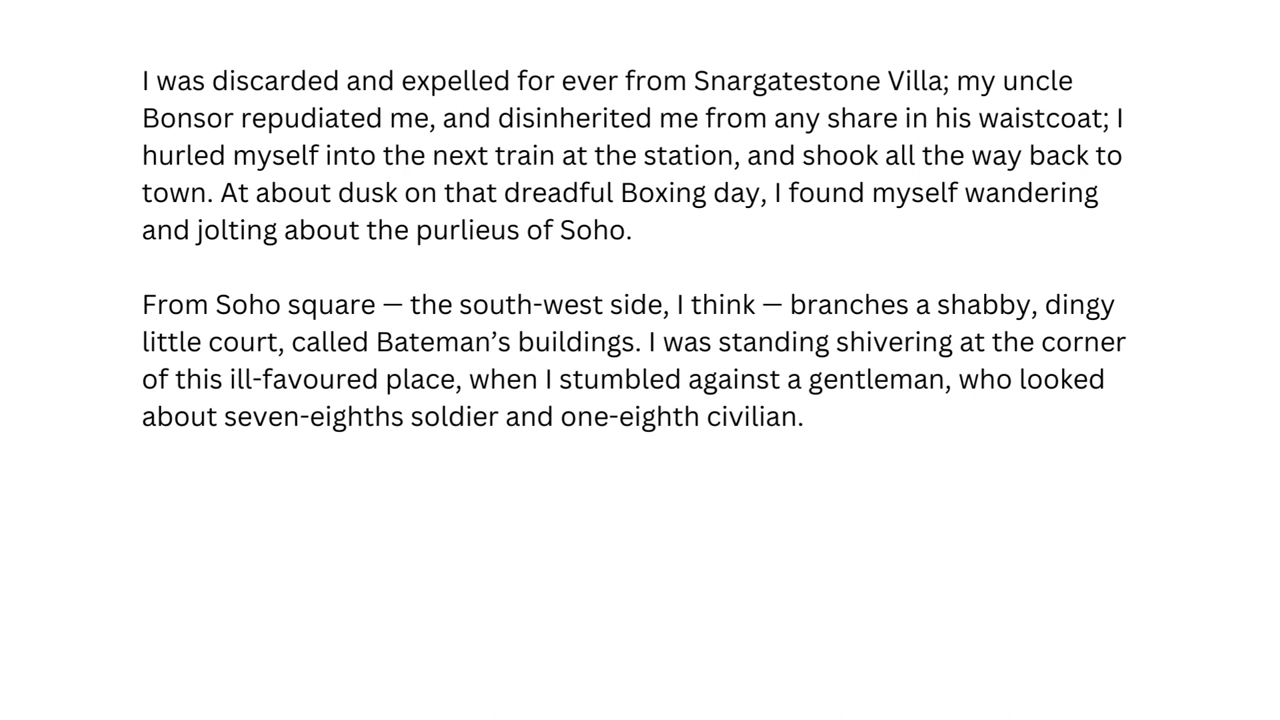 I was discarded and expelled for ever from Snargatestone Villa; my uncle
Bonsor repudiated me, and disinherited me from any share in his waistcoat; I
hurled myself into the next train at the station, and shook all the way back to
town. At about dusk on that dreadful Boxing day, I found myself wandering
and jolting about the purlieus of Soho.

From Soho square — the south-west side, I think — branches a shabby, dingy
little court, called Bateman’s buildings. I was standing shivering at the corner
of this ill-favoured place, when I stumbled against a gentleman, who looked
about seven-eighths soldier and one-eighth civilian.